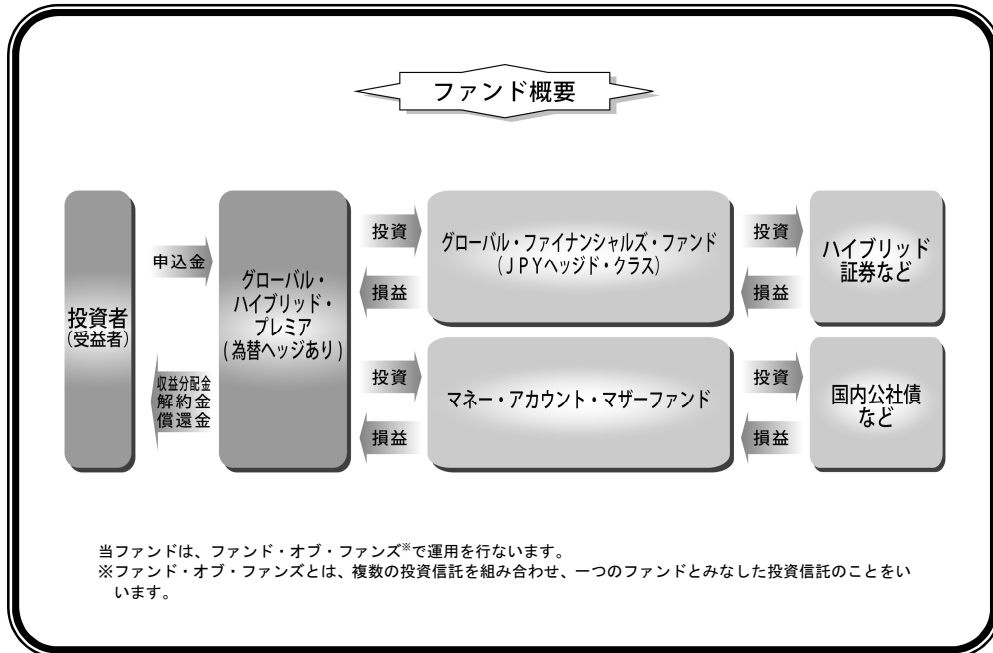 ファンド概要
投資者
(受益者)
申込金
収益分配金
解約金
償還金
グローバル・
ハイブリッド・
プレミア
(為替ヘッジあり)
投資
損益
グローバル・ファイナンシャルズ・ファンド
(JPYヘッジド・クラス)
投資
損益
ハイブリッド
証券など
投資
損益
マネー・アカウント・マザーファンド
投資
損益
国内公社債
など
当ファンドは、ファンド・オブ・ファンズ※で運用を行ないます。
※ファンド・オブ・ファンズとは、複数の投資信託を組み合わせ、一つのファンドとみなした投資信託のことをい
います。